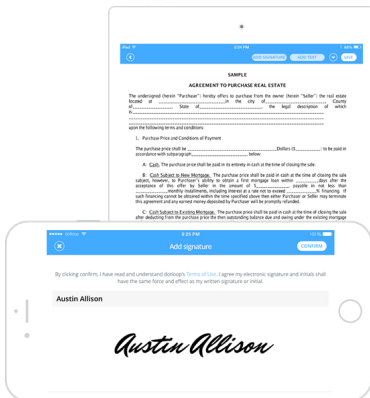 iPad
5:04 PM
88%
ADD SIGNATURE
ADD TEXT
SAMPLE
AGREEMENT TO PURCHASE REAL ESTATE
The undersigned (herein "Purchaser") hereby offers to purchase from the owner (herein "Seller") the real estate
located at in the city of County
of State of the legal description of which
is
upon the following terms and conditions:
1. Purchase Price and Conditions of Payment
The purchase price shall be Dollars ($ ), to be paid in
accordance with subparagraph below:
A. Cash. The purchase price shall be paid in its entirety in cash at the time of closing the sale.
B. Cash Subject to New Mortgage. The purchase price shall be paid in cash at the time of closing the sale
subject, however, to Purchaser's ability to obtain a first mortgage loan within days after the
acceptance of this offer by Seller in the amount of $ payable in not less than
monthly installments, including interest at a rate not to exceed % financing. If
such financing cannot be obtained within the time specified above then either Purchaser or Seller may terminate
this agreement and any earnest money deposited by Purchaser will be promptly refunded.
C. Cash Subject to Existing Mortgage. The purchase price shall be paid in cash at the time of closing the sale
after deducting from the purchase price the then outstanding balance due and owing under the existing mortgage
100%
Add signature
CONFIRM
By clicking confirm, I have read and understand dotloop's Terms of Use. I agree my electronic signature and initials shall
have the same force and effect as my written signature or initial.
Austin Allison
Austin Allison